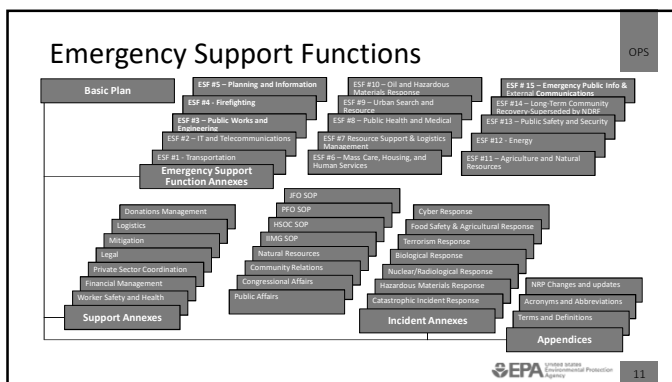 Emergency Support Functions
OPS
Basic Plan
ESF #5 – Planning and Information
ESF #4 - Firefighting
ESF #3 – Public Works and
Engineering
ESF #2 – IT and Telecommunications
ESF #1 - Transportation
Emergency Support
Function Annexes
ESF #10 – Oil and Hazardous
Materials Response
ESF #9 – Urban Search and
Resource
ESF #8 – Public Health and Medical
ESF #7 Resource Support & Logistics
Management
ESF #6 – Mass Care, Housing, and
Human Services
ESF # 15 – Emergency Public Info &
External Communications
ESF #14 – Long-Term Community
Recovery-Superseded by NDRF
ESF #13 – Public Safety and Security
ESF #12 - Energy
ESF #11 – Agriculture and Natural
Resources
Donations Management
Logistics
Mitigation
Legal
Private Sector Coordination
Financial Management
Worker Safety and Health
Support Annexes
JFO SOP
PFO SOP
HSOC SOP
IIMG SOP
Natural Resources
Community Relations
Congressional Affairs
Public Affairs
Cyber Response
Food Safety & Agricultural Response
Terrorism Response
Biological Response
Nuclear/Radiological Response
Hazardous Materials Response
Catastrophic Incident Response
Incident Annexes
NRP Changes and updates
Acronyms and Abbreviations
Terms and Definitions
Appendices
EPA
United States
Environmental Protection
Agency
11